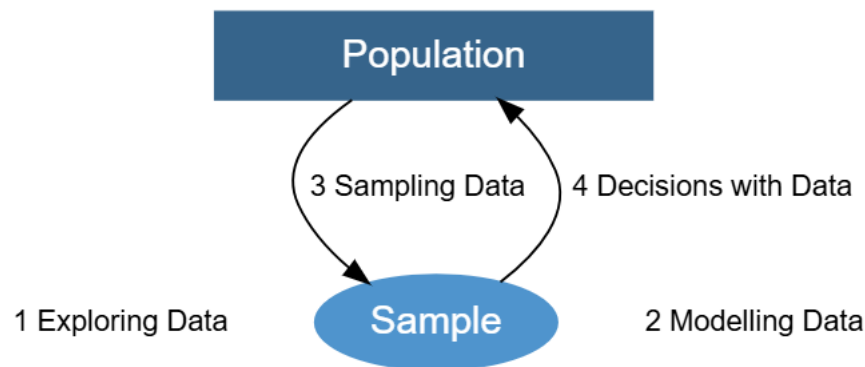 Population
3 Sampling Data
4 Decisions with Data
1 Exploring Data
Sample
2 Modelling Data